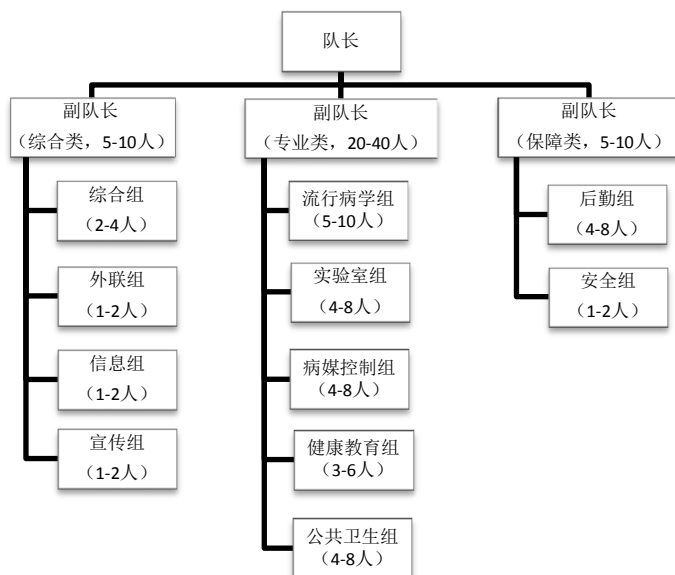 队长
副队长
（综合类，5-10人）
综合组
（2-4人）
外联组
（1-2人）
信息组
（1-2人）
宣传组
（1-2人）
副队长
（专业类，20-40人）
流行病学组
（5-10人）
实验室组
（4-8人）
病媒控制组
（4-8人）
健康教育组
（3-6人）
公共卫生组
（4-8人）
副队长
（保障类，5-10人）
后勤组
（4-8人）
安全组
（1-2人）